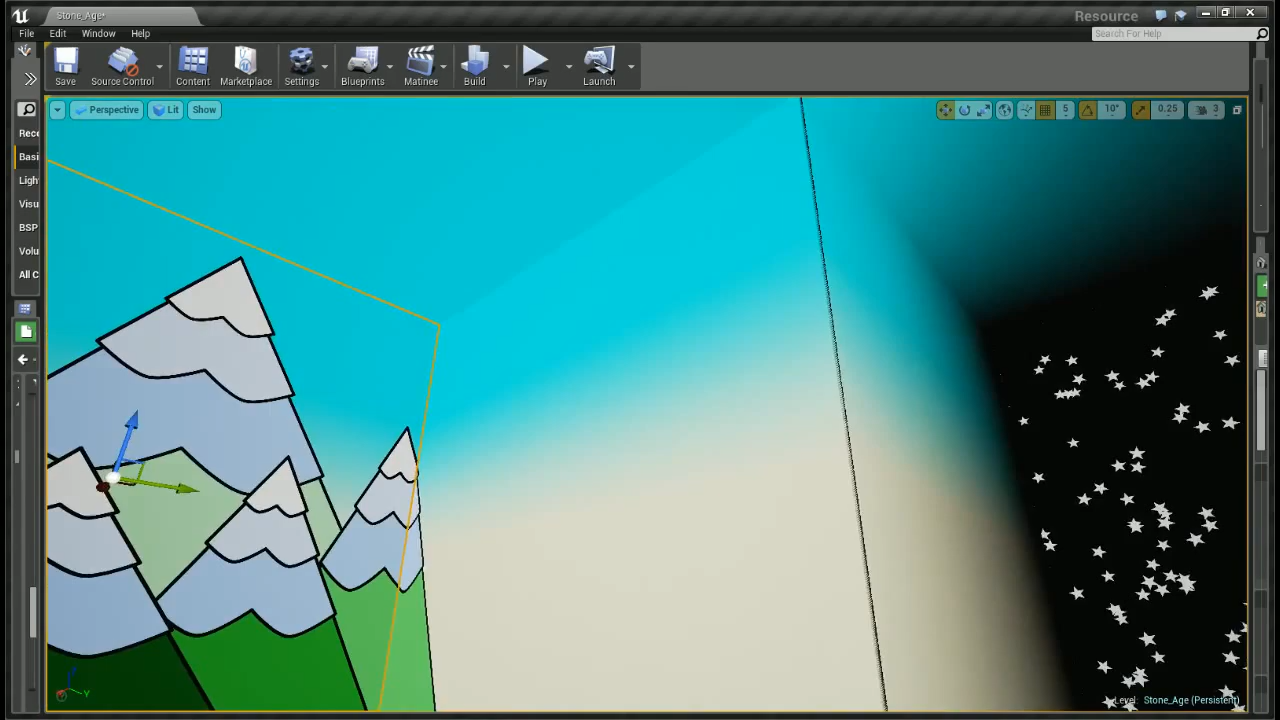 Stone_Age*
Resource
File Edit Window Help
Search For Help
Save Source Control Content Marketplace Settings Blueprints Matinee Build Play Launch
Perspective Lit Show
5 10° 0.25 3
Rece
Basi
Ligh
Visu
BSP
Volu
All C
Y
Level: Stone_Age (Persistent)